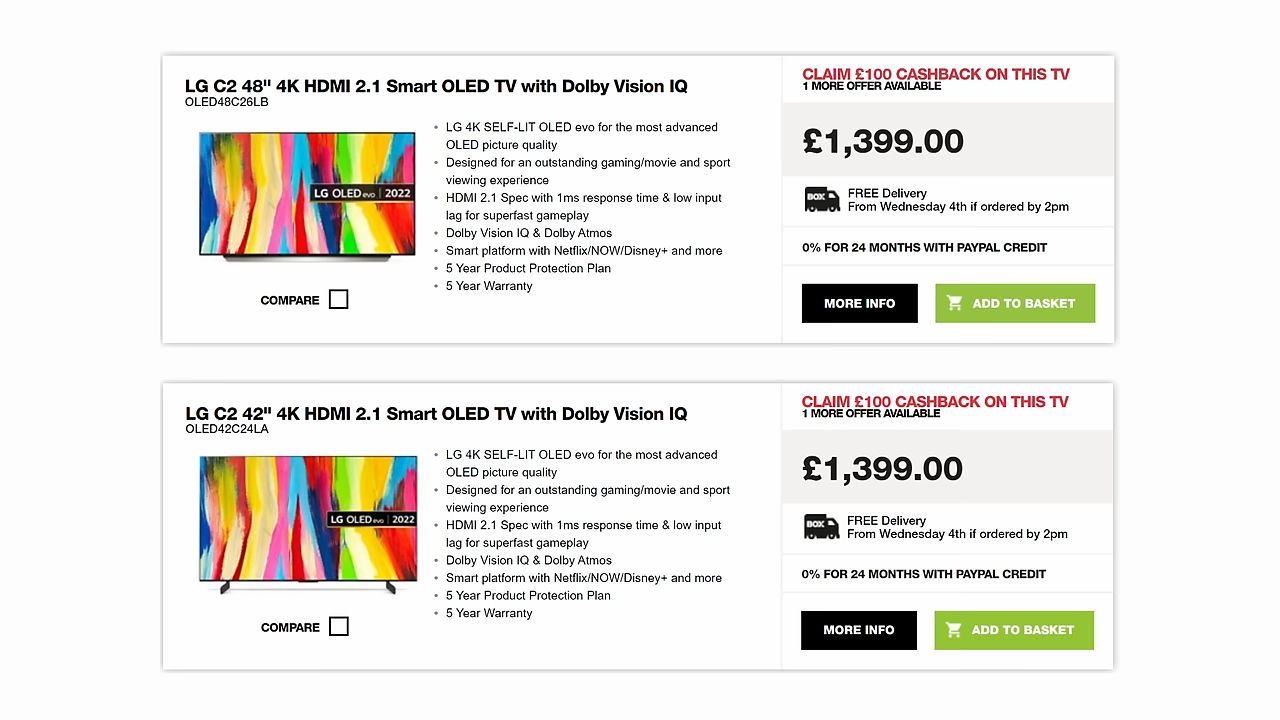 LG C2 48" 4K HDMI 2.1 Smart OLED TV with Dolby Vision IQ
OLED48C26LB
LG OLED evo | 2022
COMPARE
• LG 4K SELF-LIT OLED evo for the most advanced
OLED picture quality
• Designed for an outstanding gaming/movie and sport
viewing experience
• HDMI 2.1 Spec with 1ms response time & low input
lag for superfast gameplay
• Dolby Vision IQ & Dolby Atmos
• Smart platform with Netflix/NOW/Disney+ and more
• 5 Year Product Protection Plan
• 5 Year Warranty
CLAIM £100 CASHBACK ON THIS TV
1 MORE OFFER AVAILABLE
£1,399.00
BOX
FREE Delivery
From Wednesday 4th if ordered by 2pm
0% FOR 24 MONTHS WITH PAYPAL CREDIT
MORE INFO
ADD TO BASKET
LG C2 42" 4K HDMI 2.1 Smart OLED TV with Dolby Vision IQ
OLED42C24LA
LG OLED evo | 2022
COMPARE
• LG 4K SELF-LIT OLED evo for the most advanced
OLED picture quality
• Designed for an outstanding gaming/movie and sport
viewing experience
• HDMI 2.1 Spec with 1ms response time & low input
lag for superfast gameplay
• Dolby Vision IQ & Dolby Atmos
• Smart platform with Netflix/NOW/Disney+ and more
• 5 Year Product Protection Plan
• 5 Year Warranty
CLAIM £100 CASHBACK ON THIS TV
1 MORE OFFER AVAILABLE
£1,399.00
BOX
FREE Delivery
From Wednesday 4th if ordered by 2pm
0% FOR 24 MONTHS WITH PAYPAL CREDIT
MORE INFO
ADD TO BASKET